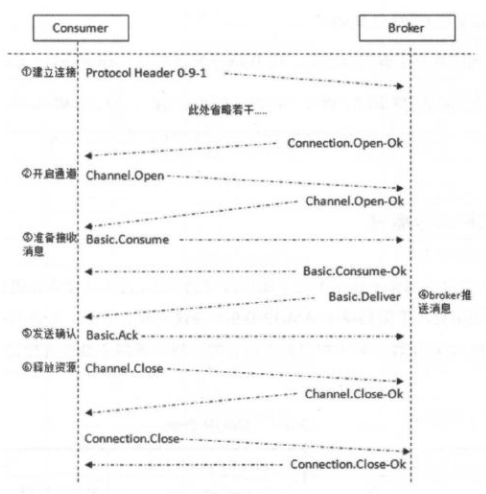 Consumer
Broker
①建立连接
Protocol Header 0-9-1
此处省略若干.....
Connection.Open-Ok
②开启通道
Channel.Open
Channel.Open-Ok
③准备接收
消息
Basic.Consume
Basic.Consume-Ok
Basic.Deliver
④broker推
送消息
⑤发送确认
Basic.Ack
⑥释放资源
Channel.Close
Channel.Close-Ok
Connection.Close
Connection.Close-Ok